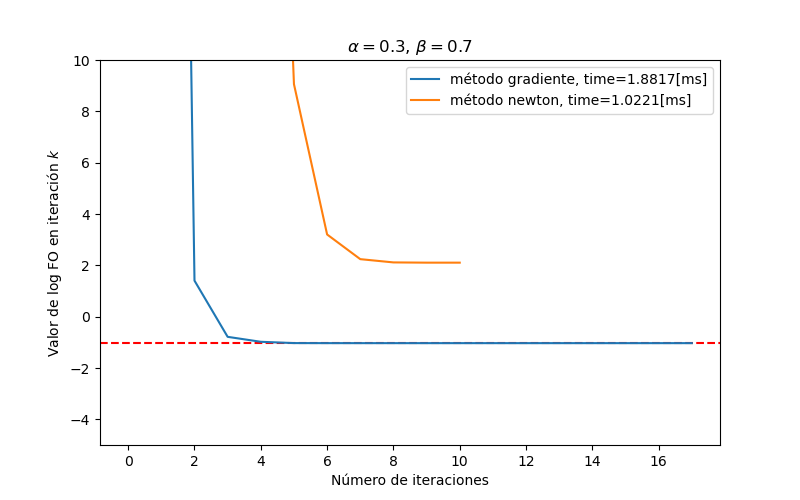 α = 0.3, β = 0.7
método gradiente, time=1.8817[ms]
método newton, time=1.0221[ms]
Valor de log FO en iteración k
10
8
6
4
2
0
−2
−4
0 2 4 6 8 10 12 14 16
Número de iteraciones